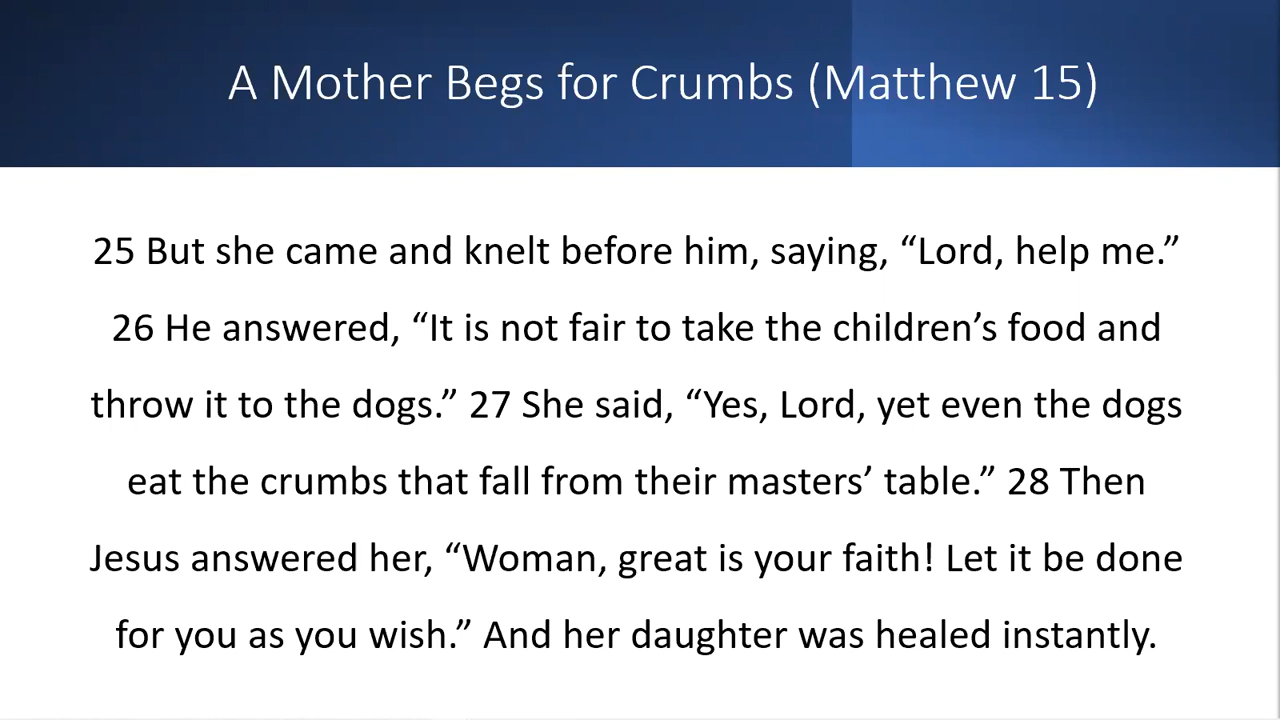 A Mother Begs for Crumbs (Matthew 15)
25 But she came and knelt before him, saying, “Lord, help me.”
26 He answered, “It is not fair to take the children’s food and
throw it to the dogs.” 27 She said, “Yes, Lord, yet even the dogs
eat the crumbs that fall from their masters’ table.” 28 Then
Jesus answered her, “Woman, great is your faith! Let it be done
for you as you wish.” And her daughter was healed instantly.